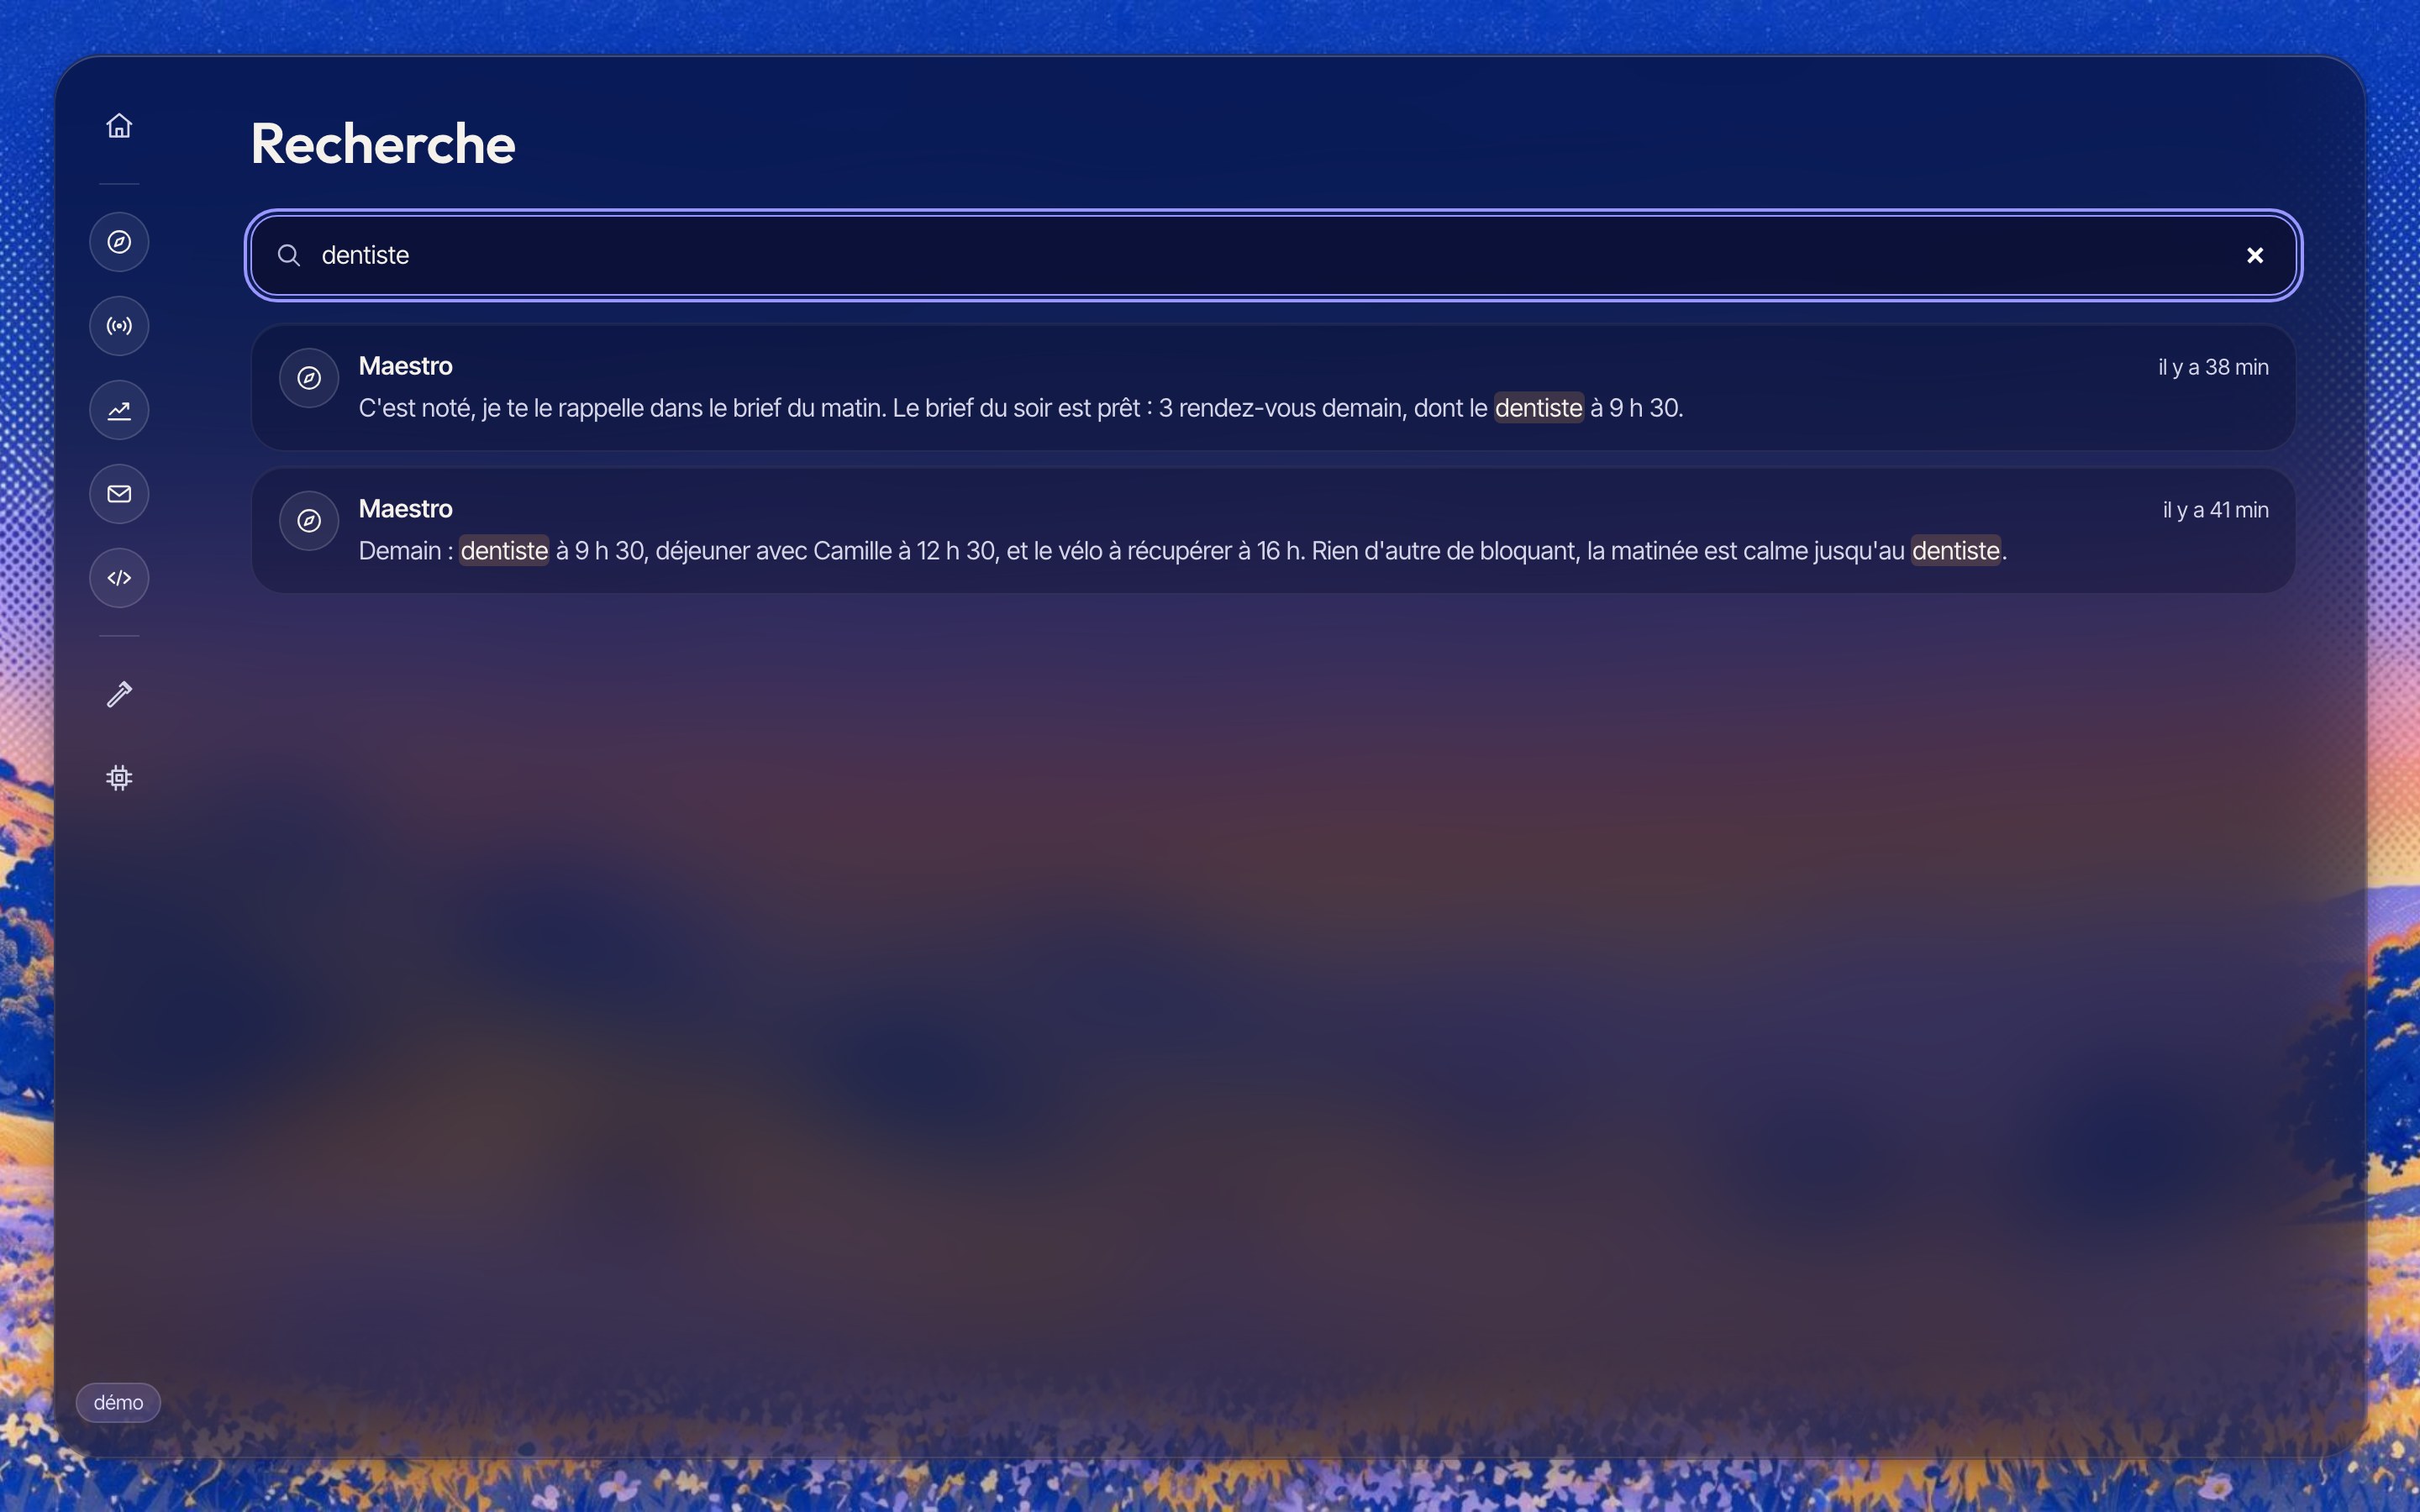 Recherche
dentiste
Maestro
il y a 38 min
C'est noté, je te le rappelle dans le brief du matin. Le brief du soir est prêt : 3 rendez-vous demain, dont le dentiste à 9 h 30.
Maestro
il y a 41 min
Demain : dentiste à 9 h 30, déjeuner avec Camille à 12 h 30, et le vélo à récupérer à 16 h. Rien d'autre de bloquant, la matinée est calme jusqu'au dentiste.
démo